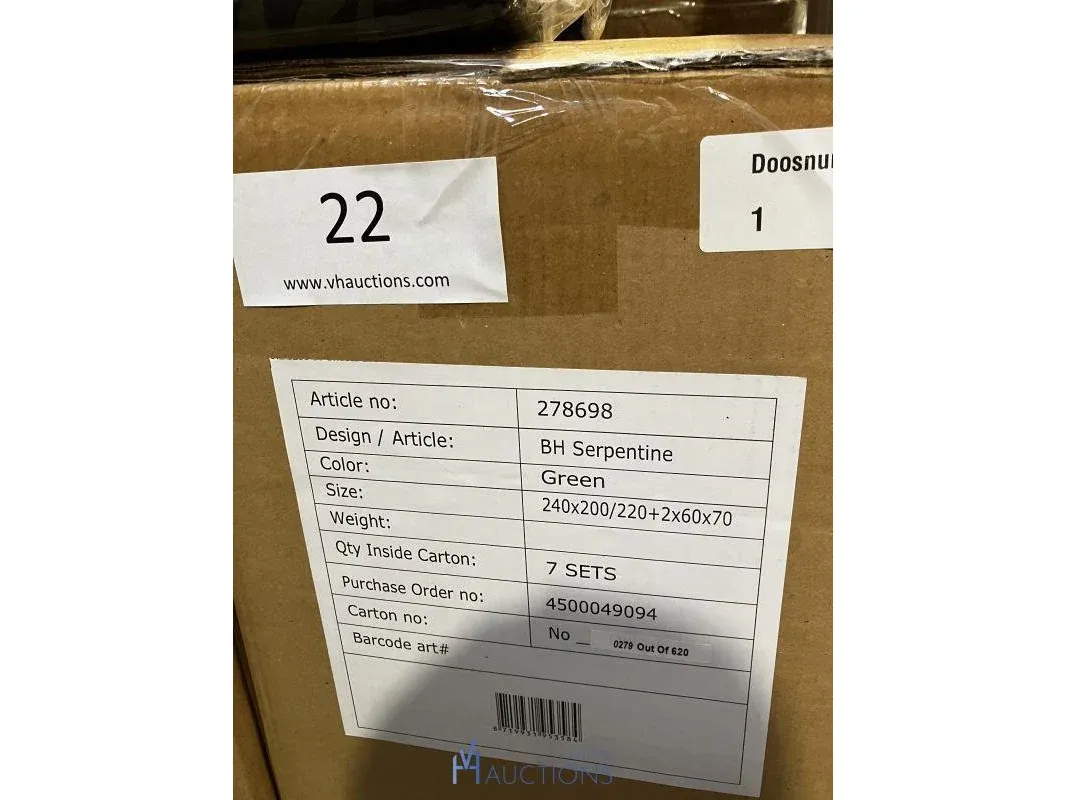 22
www.vhauctions.com
Doosnu
1
Article no: 278698
Design / Article: BH Serpentine
Color: Green
Size: 240x200/220+2x60x70
Weight:
Qty Inside Carton: 7 SETS
Purchase Order no: 4500049094
Carton no: No _ 0279 Out Of 620
Barcode art#
AUCTIONS